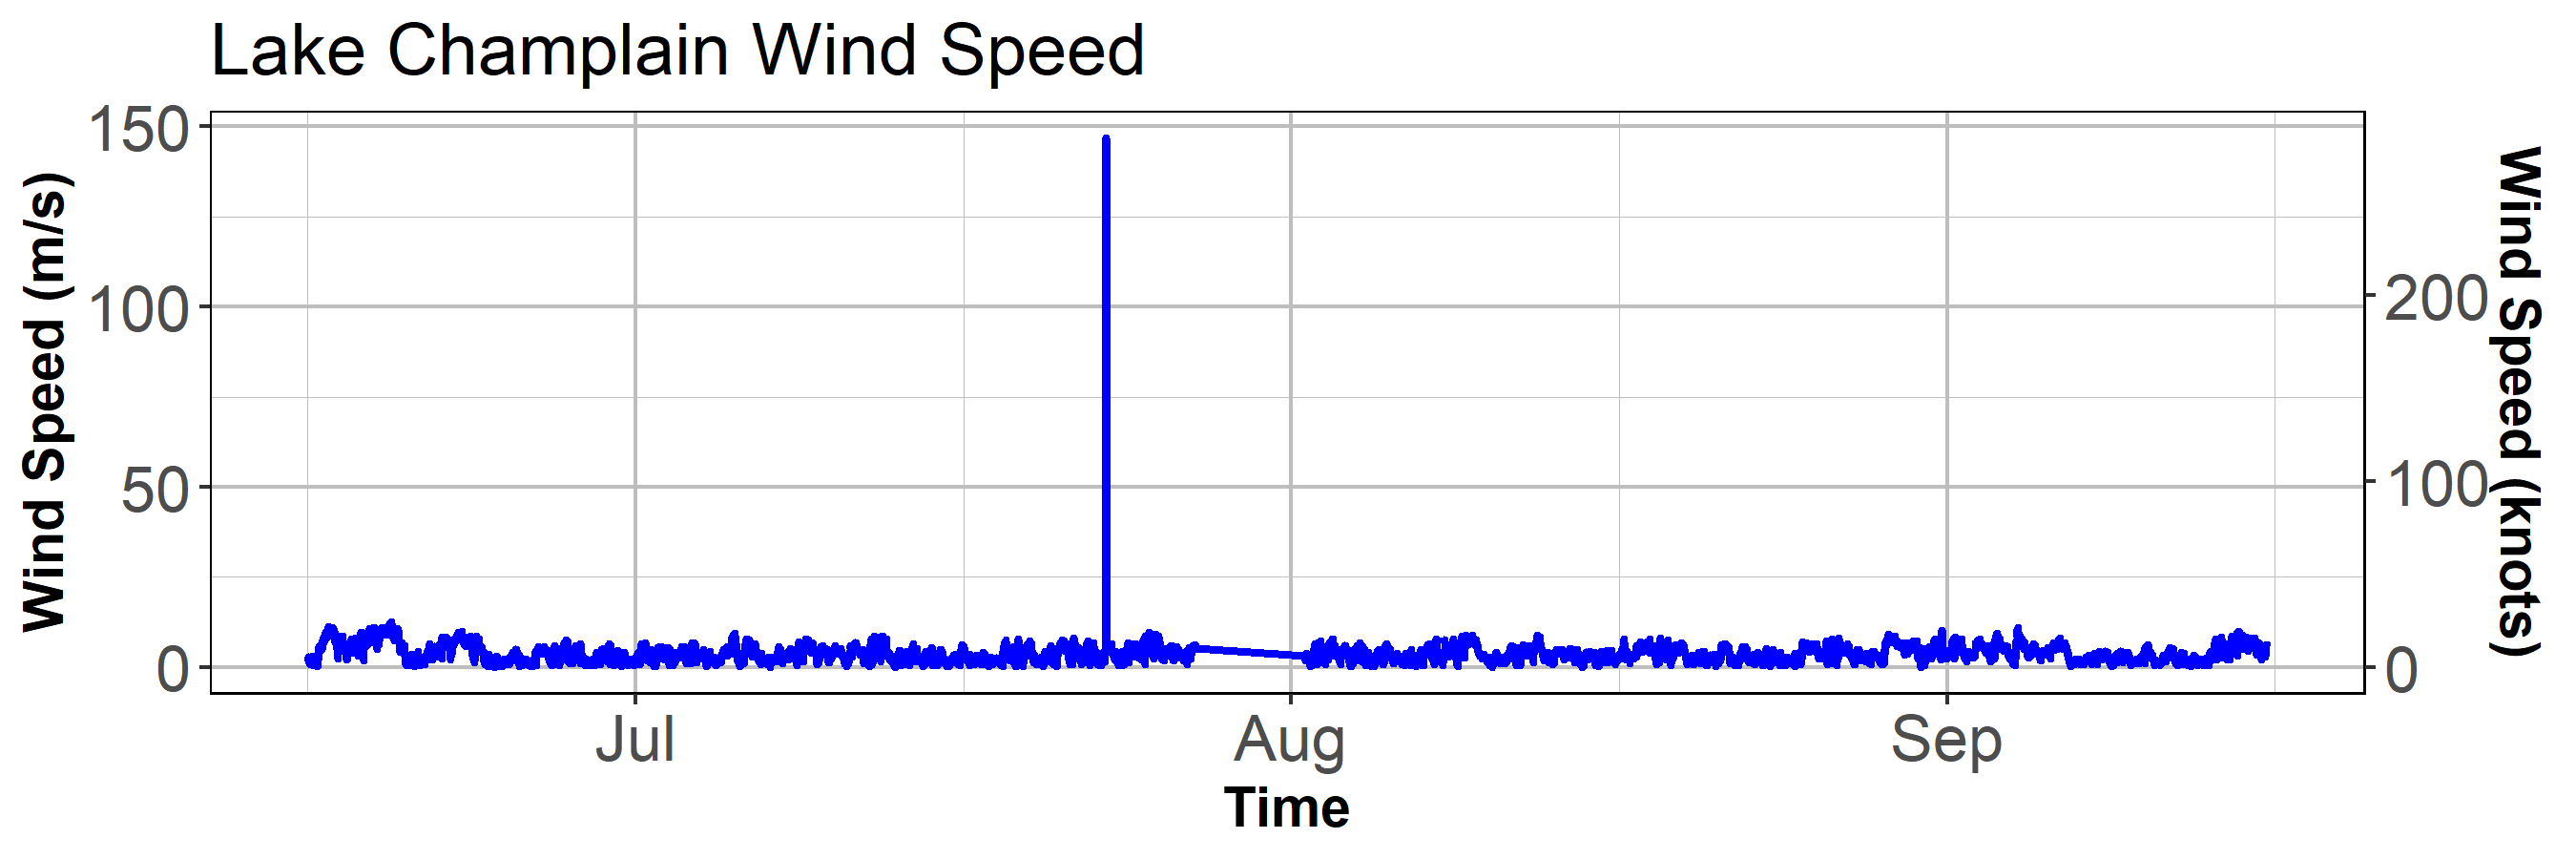 Lake Champlain Wind Speed
Wind Speed (m/s)
150
100
50
0
200
100
0
Wind Speed (knots)
Jul
Aug
Sep
Time